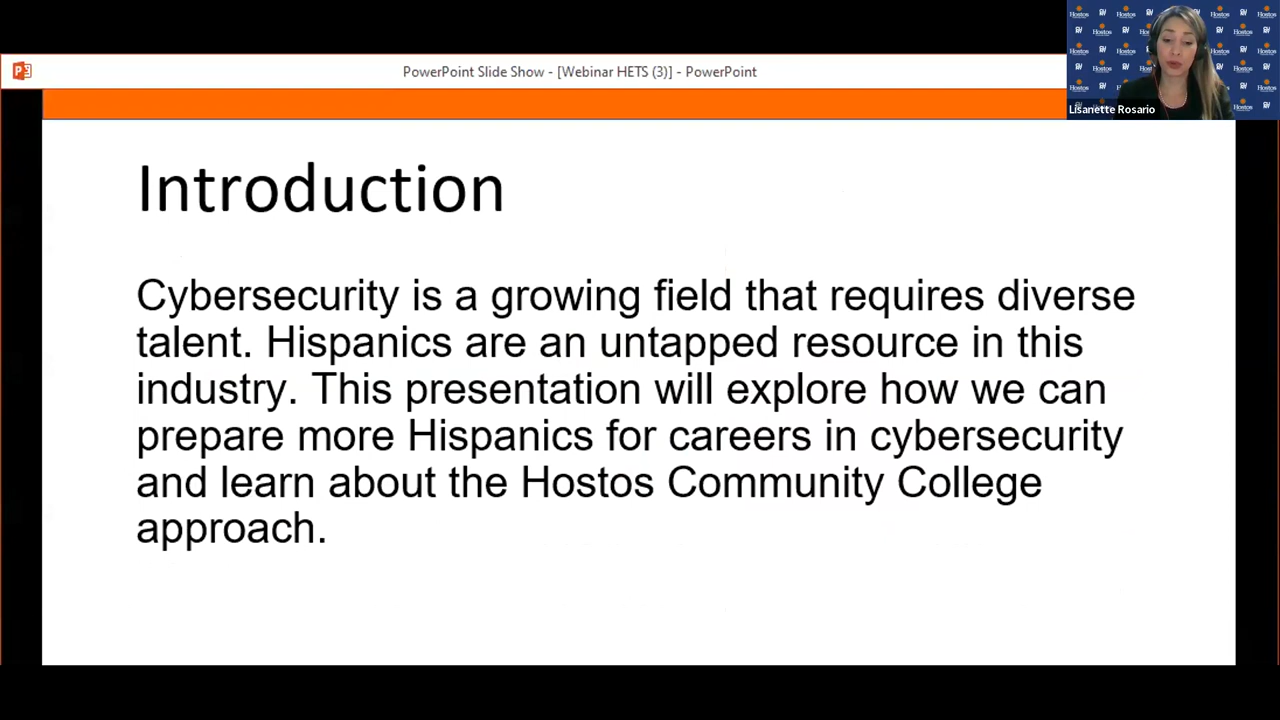 PowerPoint Slide Show - [Webinar HETS (3)] - PowerPoint
Hostos
Lisanette Rosario
Introduction
Cybersecurity is a growing field that requires diverse
talent. Hispanics are an untapped resource in this
industry. This presentation will explore how we can
prepare more Hispanics for careers in cybersecurity
and learn about the Hostos Community College
approach.